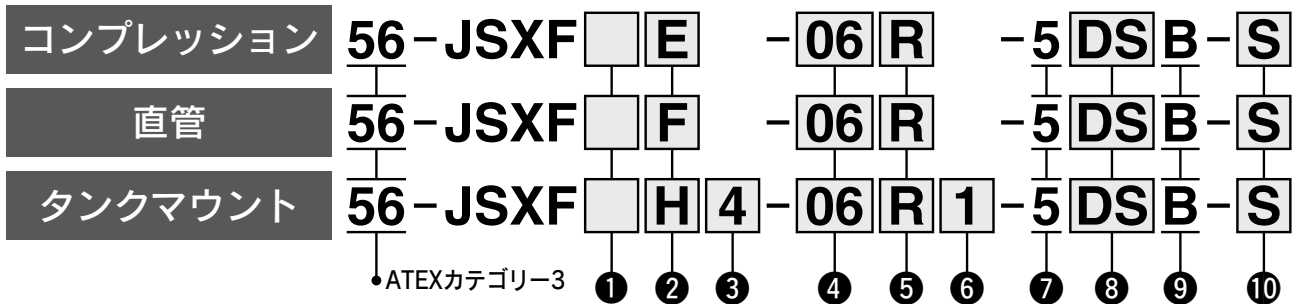 コンプレッション 56-JSXF E -06 R -5 DS B-S
直管 56-JSXF F -06 R -5 DS B-S
タンクマウント 56-JSXF H 4 -06 R 1 -5 DS B-S
●ATEXカテゴリー3 ❶ ❷ ❸ ❹ ❺ ❻ ❼ ❽ ❾ ❿